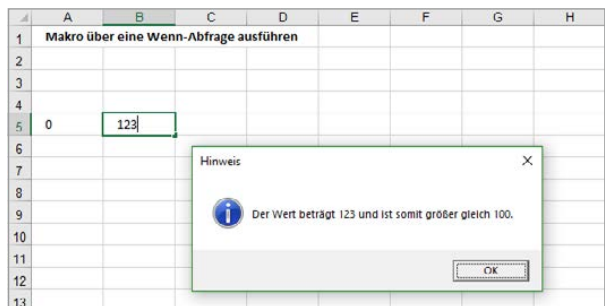 A B C D E F G H
1 Makro über eine Wenn-Abfrage ausführen
2
3
4
5 0 123
6
Hinweis X
7
8
9 Der Wert beträgt 123 und ist somit größer gleich 100.
10
11
OK
12
13